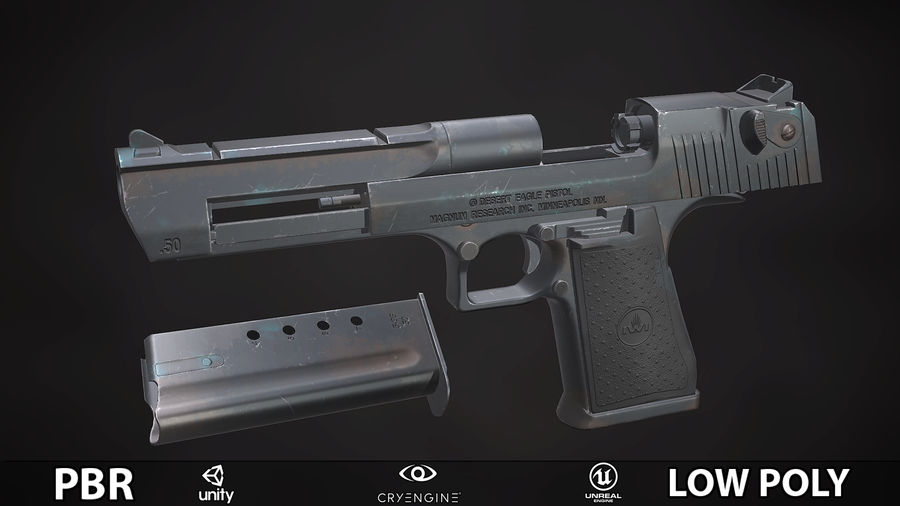 © DESERT EAGLE PISTOL
MAGNUM RESEARCH INC. MINNEAPOLIS MN.
.50
PBR
unity
CRYENGINE®
UNREAL
ENGINE
LOW POLY